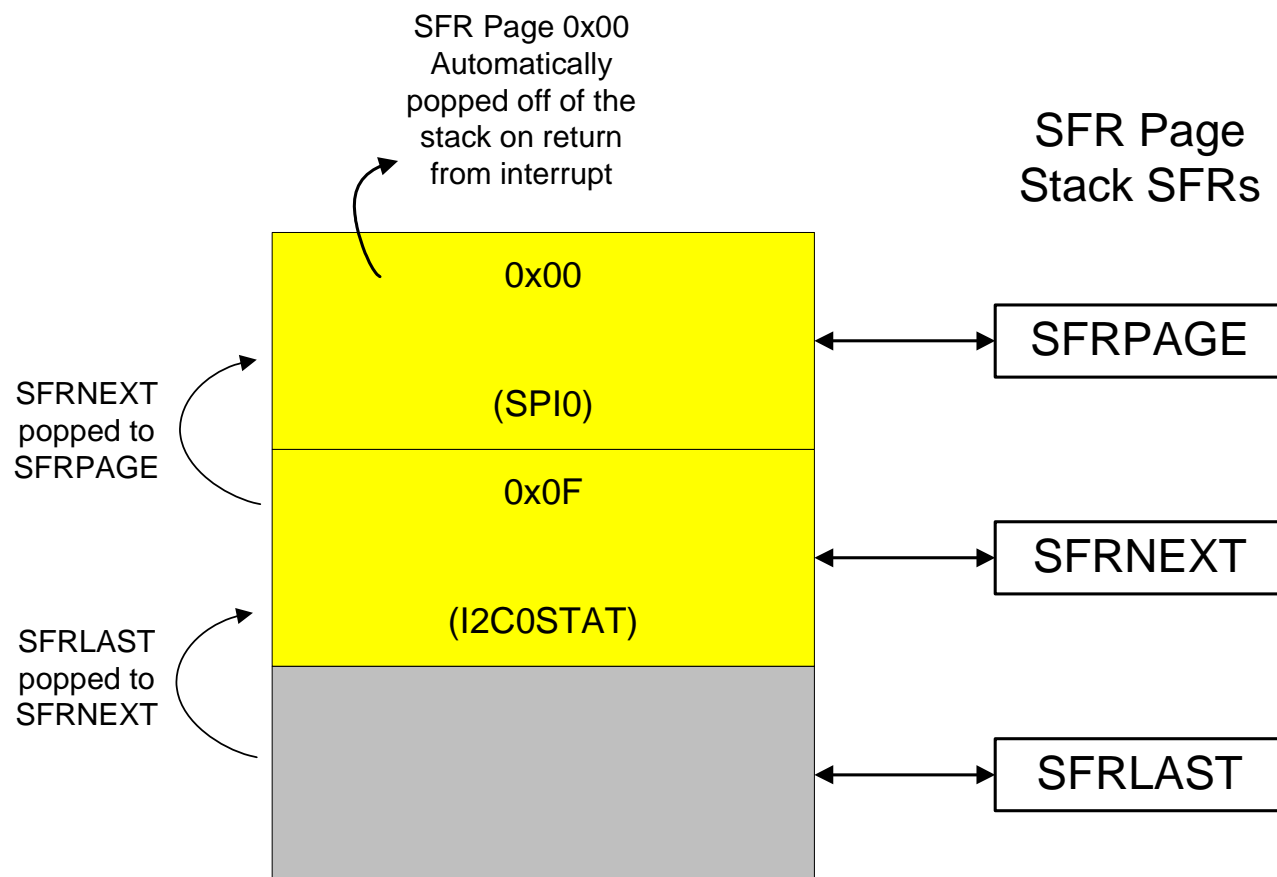 SFR Page 0x00
Automatically
popped off of the
stack on return
from interrupt
SFR Page
Stack SFRs
0x00
(SPI0)
SFRPAGE
SFRNEXT
popped to
SFRPAGE
0x0F
(I2C0STAT)
SFRNEXT
SFRLAST
popped to
SFRNEXT
SFRLAST